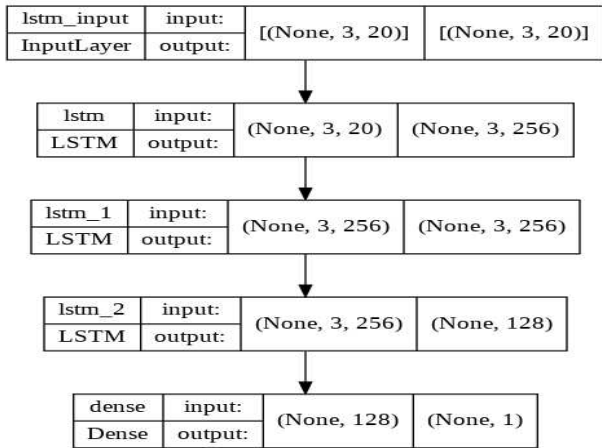 lstm_input input: [(None, 3, 20)] [(None, 3, 20)]
InputLayer output:
lstm input: (None, 3, 20) (None, 3, 256)
LSTM output:
lstm_1 input: (None, 3, 256) (None, 3, 256)
LSTM output:
lstm_2 input: (None, 3, 256) (None, 128)
LSTM output:
dense input: (None, 128) (None, 1)
Dense output: